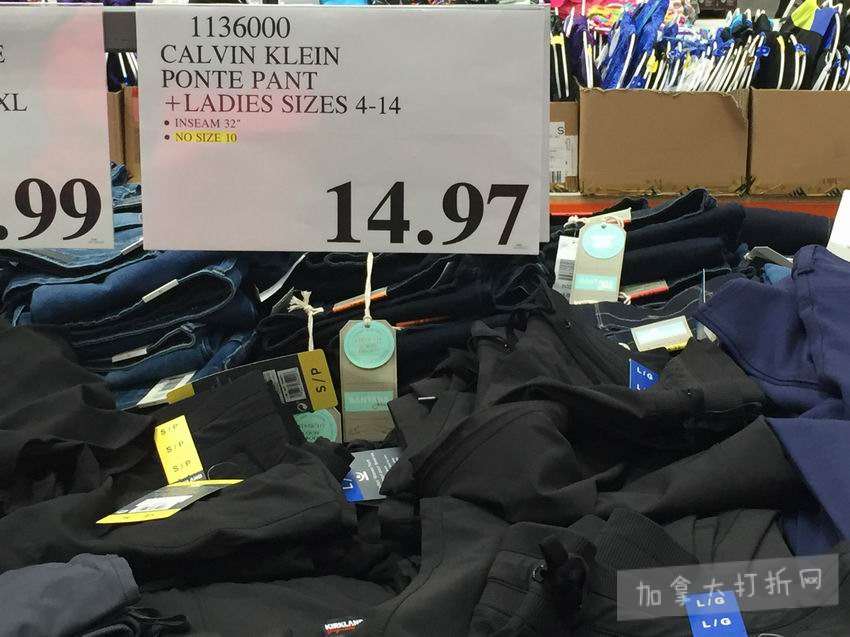 1136000
CALVIN KLEIN
PONTE PANT
+LADIES SIZES 4-14
• INSEAM 32"
• NO SIZE 10
14.97
XL
.99
S
S/P
S/P
S/P
S/P
L/G
L/G
KIRKLAND
L/G
L/G
加拿大打折网